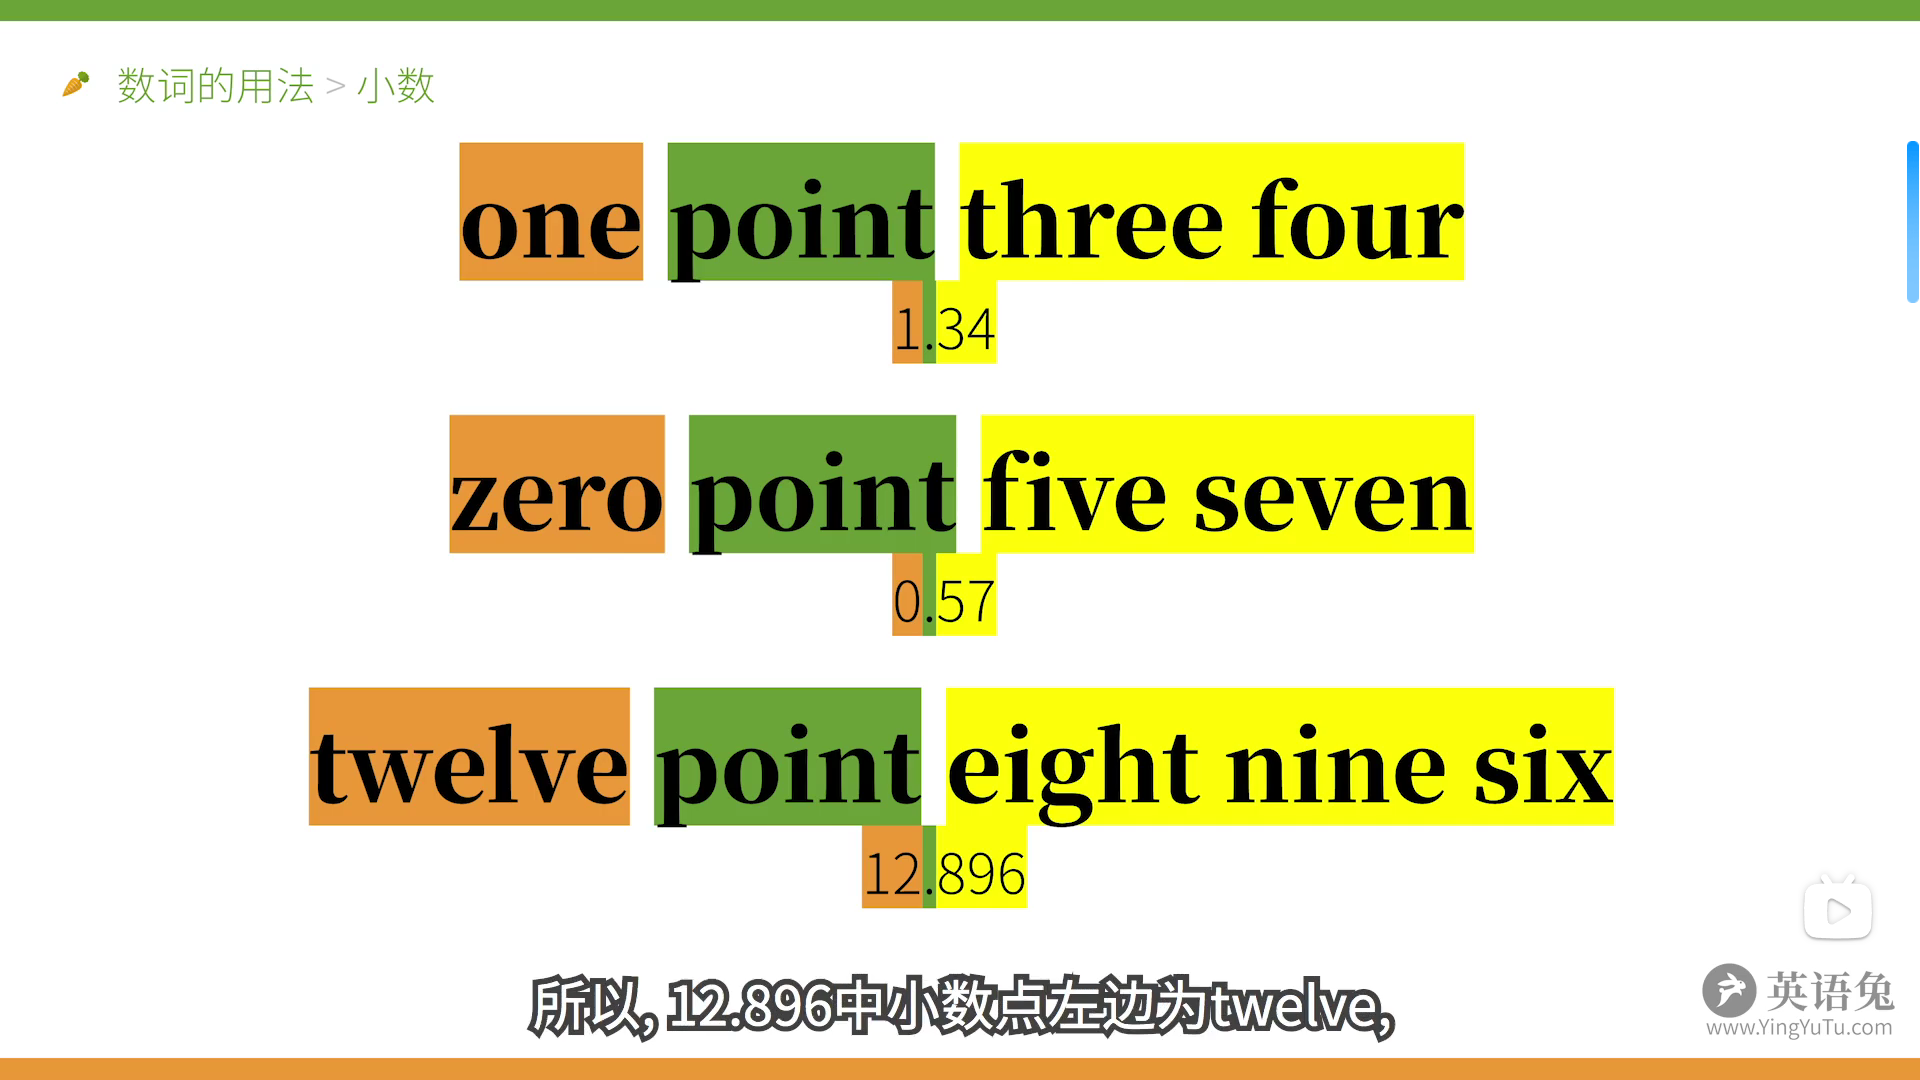 数词的用法 > 小数
one point three four
1.34
zero point five seven
0.57
twelve point eight nine six
12.896
所以, 12.896中小数点左边为twelve,
英语兔
www.YingYuTu.com